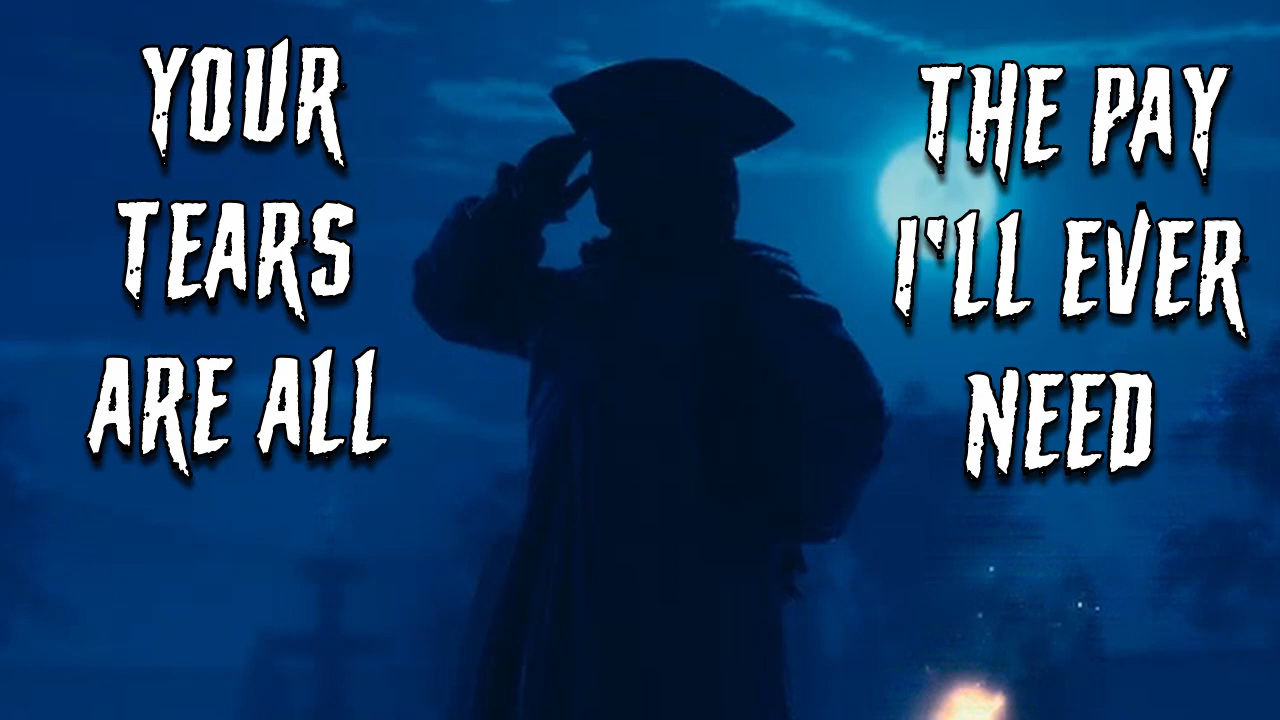 YOUR
TEARS
ARE ALL
THE PAY
I'LL EVER
NEED